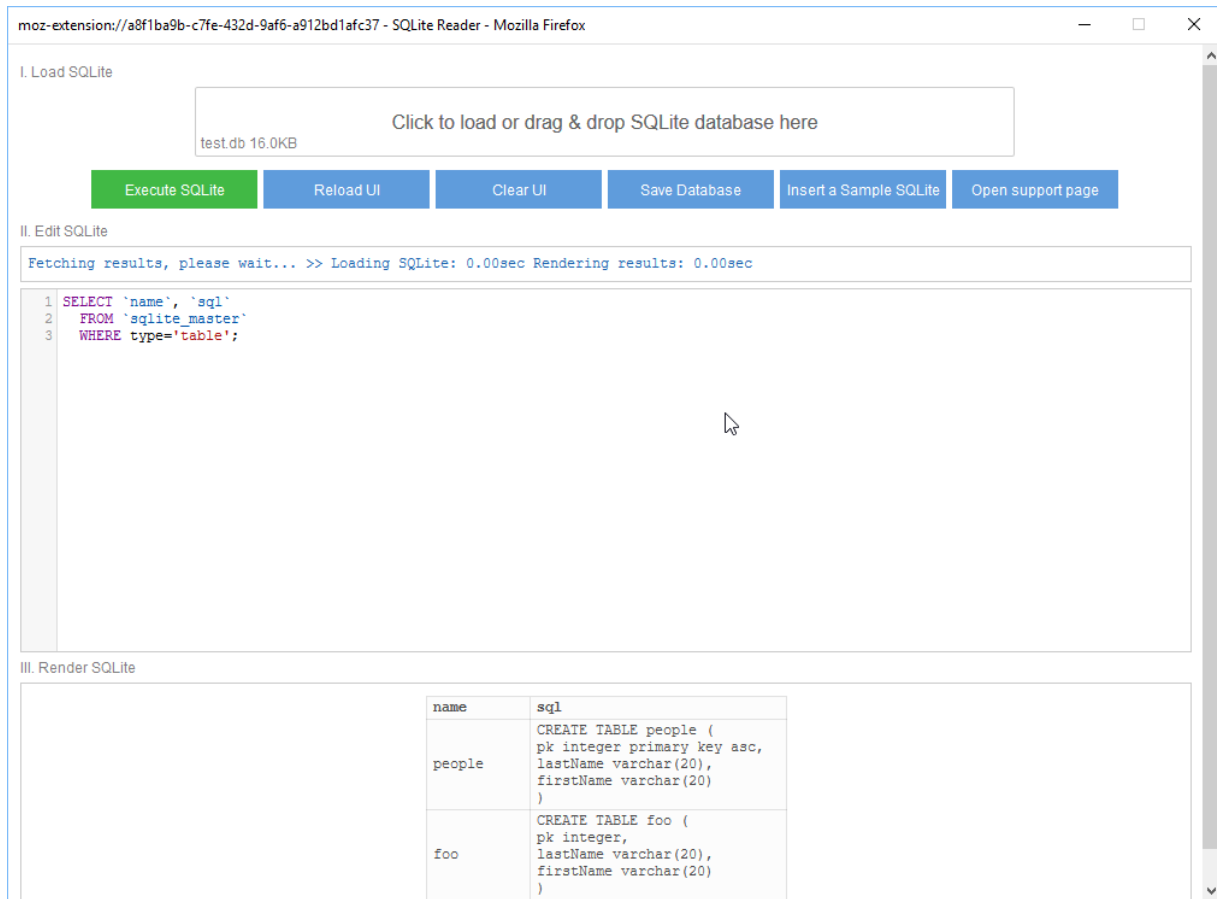 moz-extension://a8f1ba9b-c7fe-432d-9af6-a912bd1afc37 - SQLite Reader - Mozilla Firefox
I. Load SQLite
Click to load or drag & drop SQLite database here
test.db 16.0KB
Execute SQLite Reload UI Clear UI Save Database Insert a Sample SQLite Open support page
II. Edit SQLite
Fetching results, please wait... >> Loading SQLite: 0.00sec Rendering results: 0.00sec
1 SELECT `name`, `sql`
2 FROM `sqlite_master`
3 WHERE type='table';
III. Render SQLite
name sql
people
CREATE TABLE people (
pk integer primary key asc,
lastName varchar(20),
firstName varchar(20)
)
foo
CREATE TABLE foo (
pk integer,
lastName varchar(20),
firstName varchar(20)
)